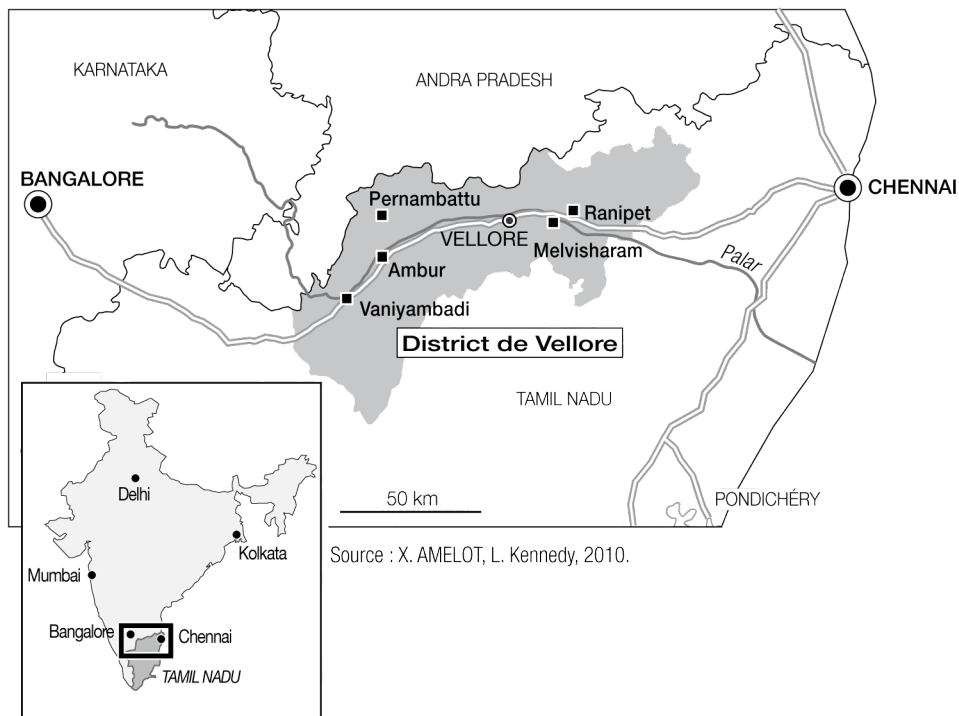 KARNATAKA
ANDRA PRADESH
BANGALORE
CHENNAI
Pernambattu
Ranipet
VELLORE
Melvisharam
Palar
Ambur
Vaniyambadi
District de Vellore
TAMIL NADU
50 km
PONDICHÉRY
Source : X. AMELOT, L. Kennedy, 2010.
Delhi
Kolkata
Mumbai
Bangalore
Chennai
TAMIL NADU